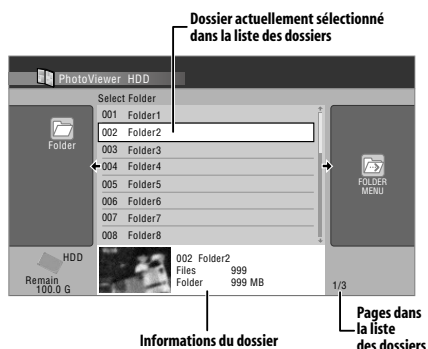 Dossier actuellement sélectionné
dans la liste des dossiers
PhotoViewer HDD
Select Folder
Folder
001 Folder1
002 Folder2
003 Folder3
004 Folder4
005 Folder5
006 Folder6
007 Folder7
008 Folder8
FOLDER
MENU
HDD
Remain
100.0 G
002 Folder2
Files 999
Folder 999 MB
1/3
Informations du dossier
Pages dans
la liste
des dossiers